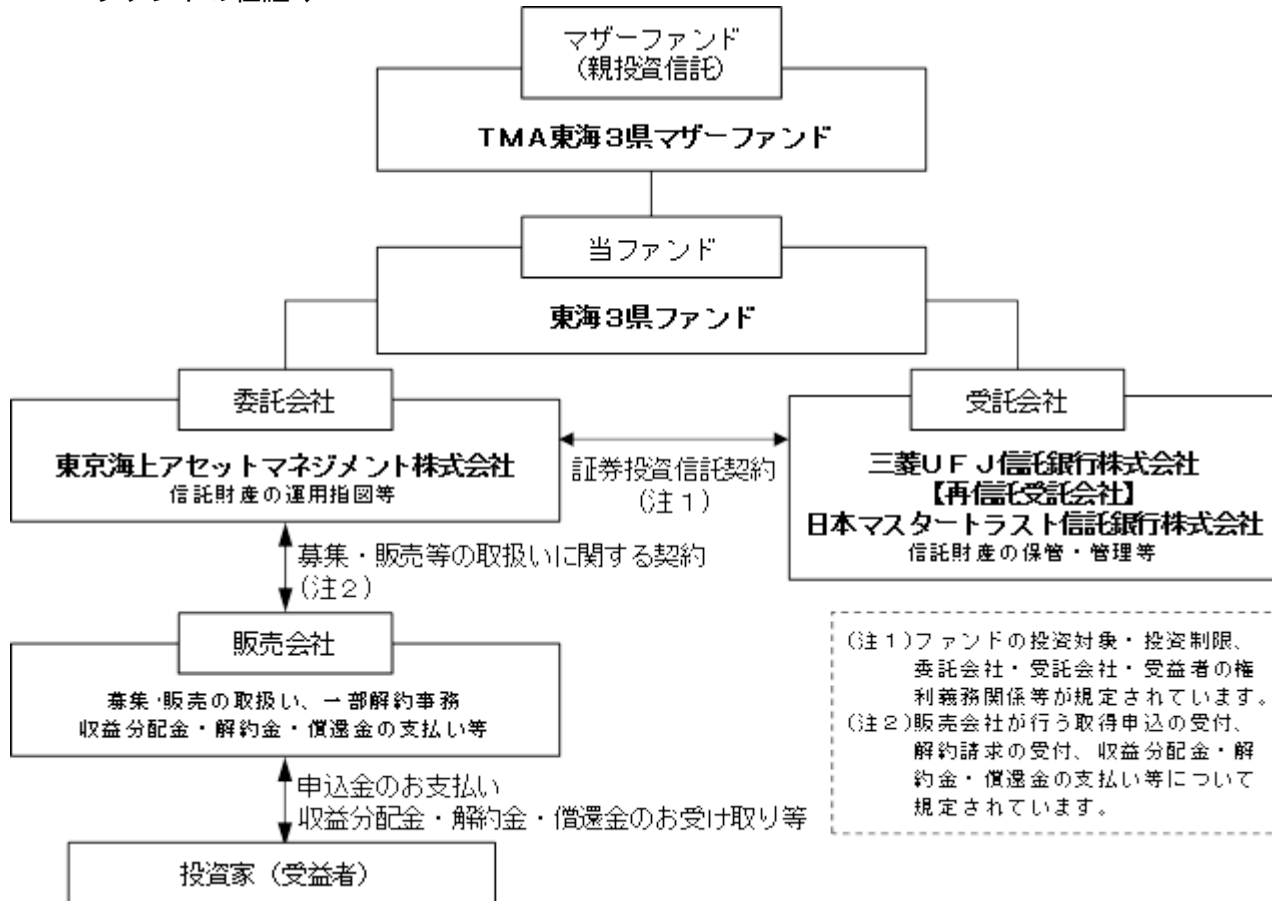 マザーファンド
(親投資信託)
TMA東海3県マザーファンド
当ファンド
東海3県ファンド
委託会社
東京海上アセットマネジメント株式会社
信託財産の運用指図等
証券投資信託契約
(注1)
受託会社
三菱UFJ信託銀行株式会社
【再信託受託会社】
日本マスタートラスト信託銀行株式会社
信託財産の保管・管理等
募集・販売等の取扱いに関する契約
(注2)
販売会社
募集・販売の取扱い、一部解約事務
収益分配金・解約金・償還金の支払い等
(注1)ファンドの投資対象・投資制限、
委託会社・受託会社・受益者の権
利義務関係等が規定されています。
(注2)販売会社が行う取得申込の受付、
解約請求の受付、収益分配金・解
約金・償還金の支払い等について
規定されています。
申込金のお支払い
収益分配金・解約金・償還金のお受け取り等
投資家(受益者)